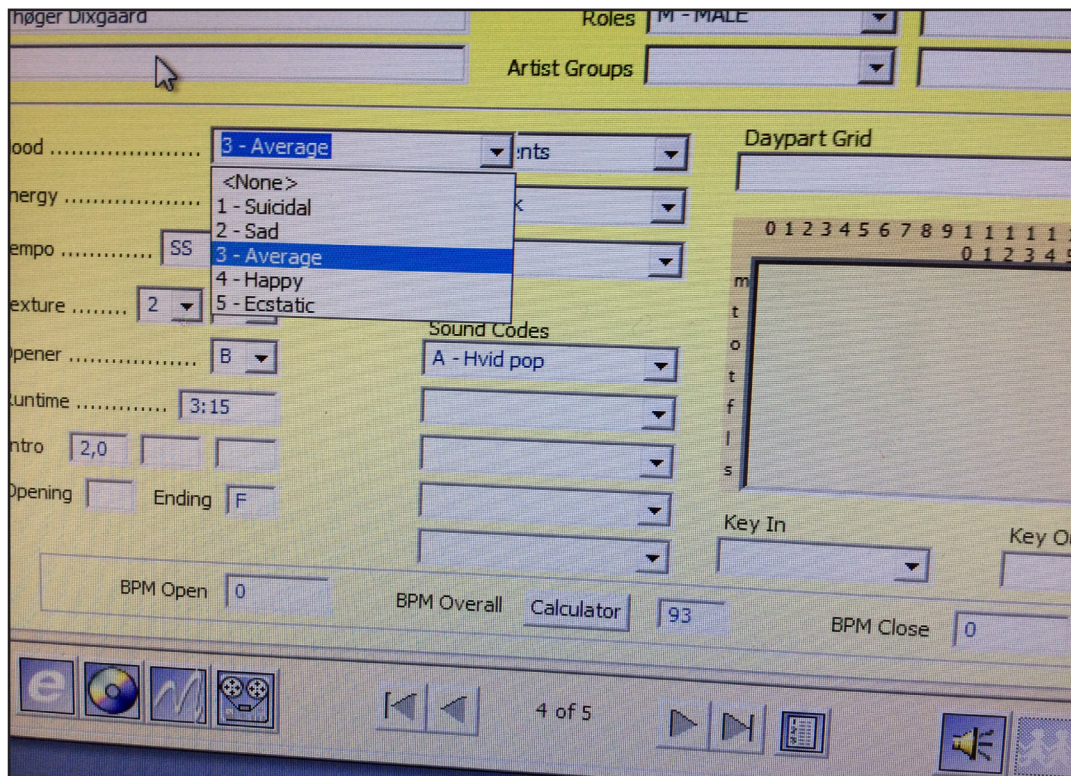 høger Dixgaard
Roles M - MALE
Artist Groups
ood ..................... 3 - Average ents
<None>
1 - Suicidal
2 - Sad
3 - Average
4 - Happy
5 - Ecstatic
nergy ....................
empo .............. SS
exture ........ 2
pener ................... B
untime .............. 3:15
ntro 2,0
Opening Ending F
Sound Codes
A - Hvid pop
Daypart Grid
0 1 2 3 4 5 6 7 8 9 1 1 1 1 1
0 1 2 3 4
m
t
o
t
f
l
s
Key In
Key O
BPM Open 0
BPM Overall Calculator 93
BPM Close 0
4 of 5